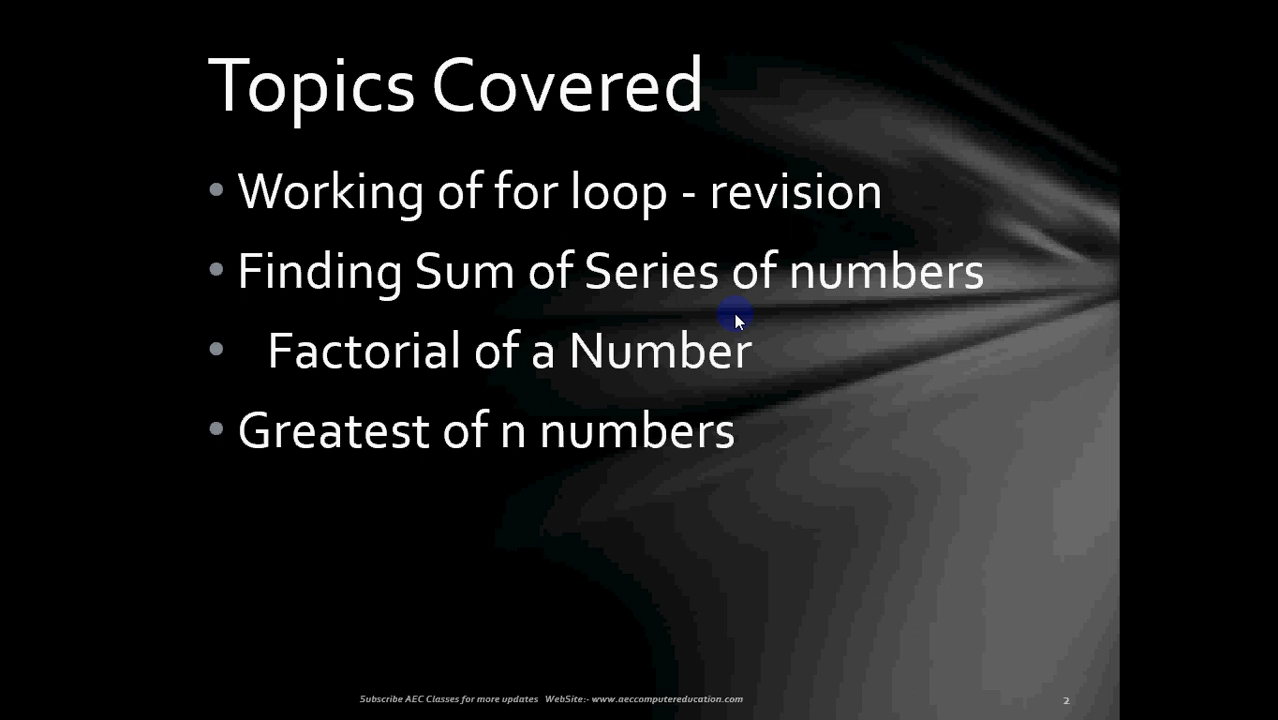 Topics Covered
• Working of for loop - revision
• Finding Sum of Series of numbers
• Factorial of a Number
• Greatest of n numbers
Subscribe AEC Classes for more updates WebSite:- www.aeccomputereducation.com
2